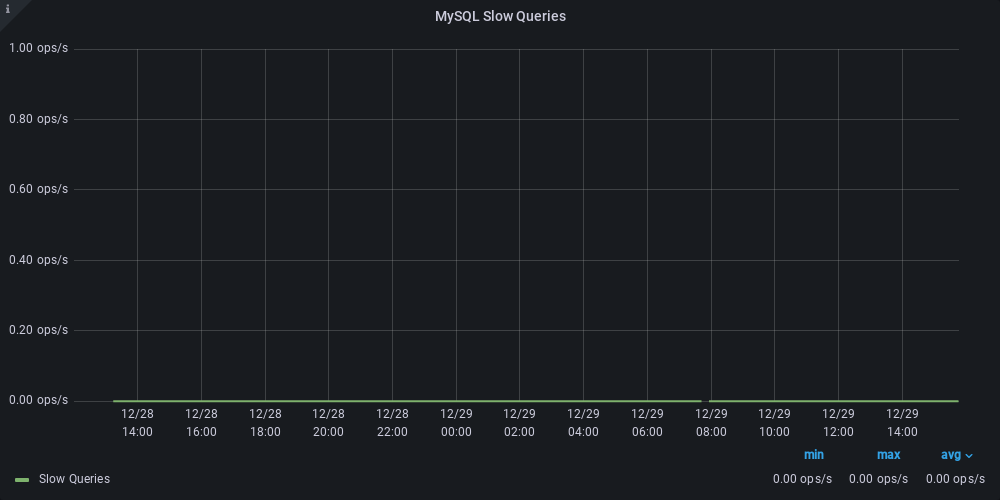 i
MySQL Slow Queries
1.00 ops/s
0.80 ops/s
0.60 ops/s
0.40 ops/s
0.20 ops/s
0.00 ops/s
12/28 12/28 12/28 12/28 12/28 12/29 12/29 12/29 12/29 12/29 12/29 12/29 12/29
14:00 16:00 18:00 20:00 22:00 00:00 02:00 04:00 06:00 08:00 10:00 12:00 14:00
min max avg
Slow Queries 0.00 ops/s 0.00 ops/s 0.00 ops/s